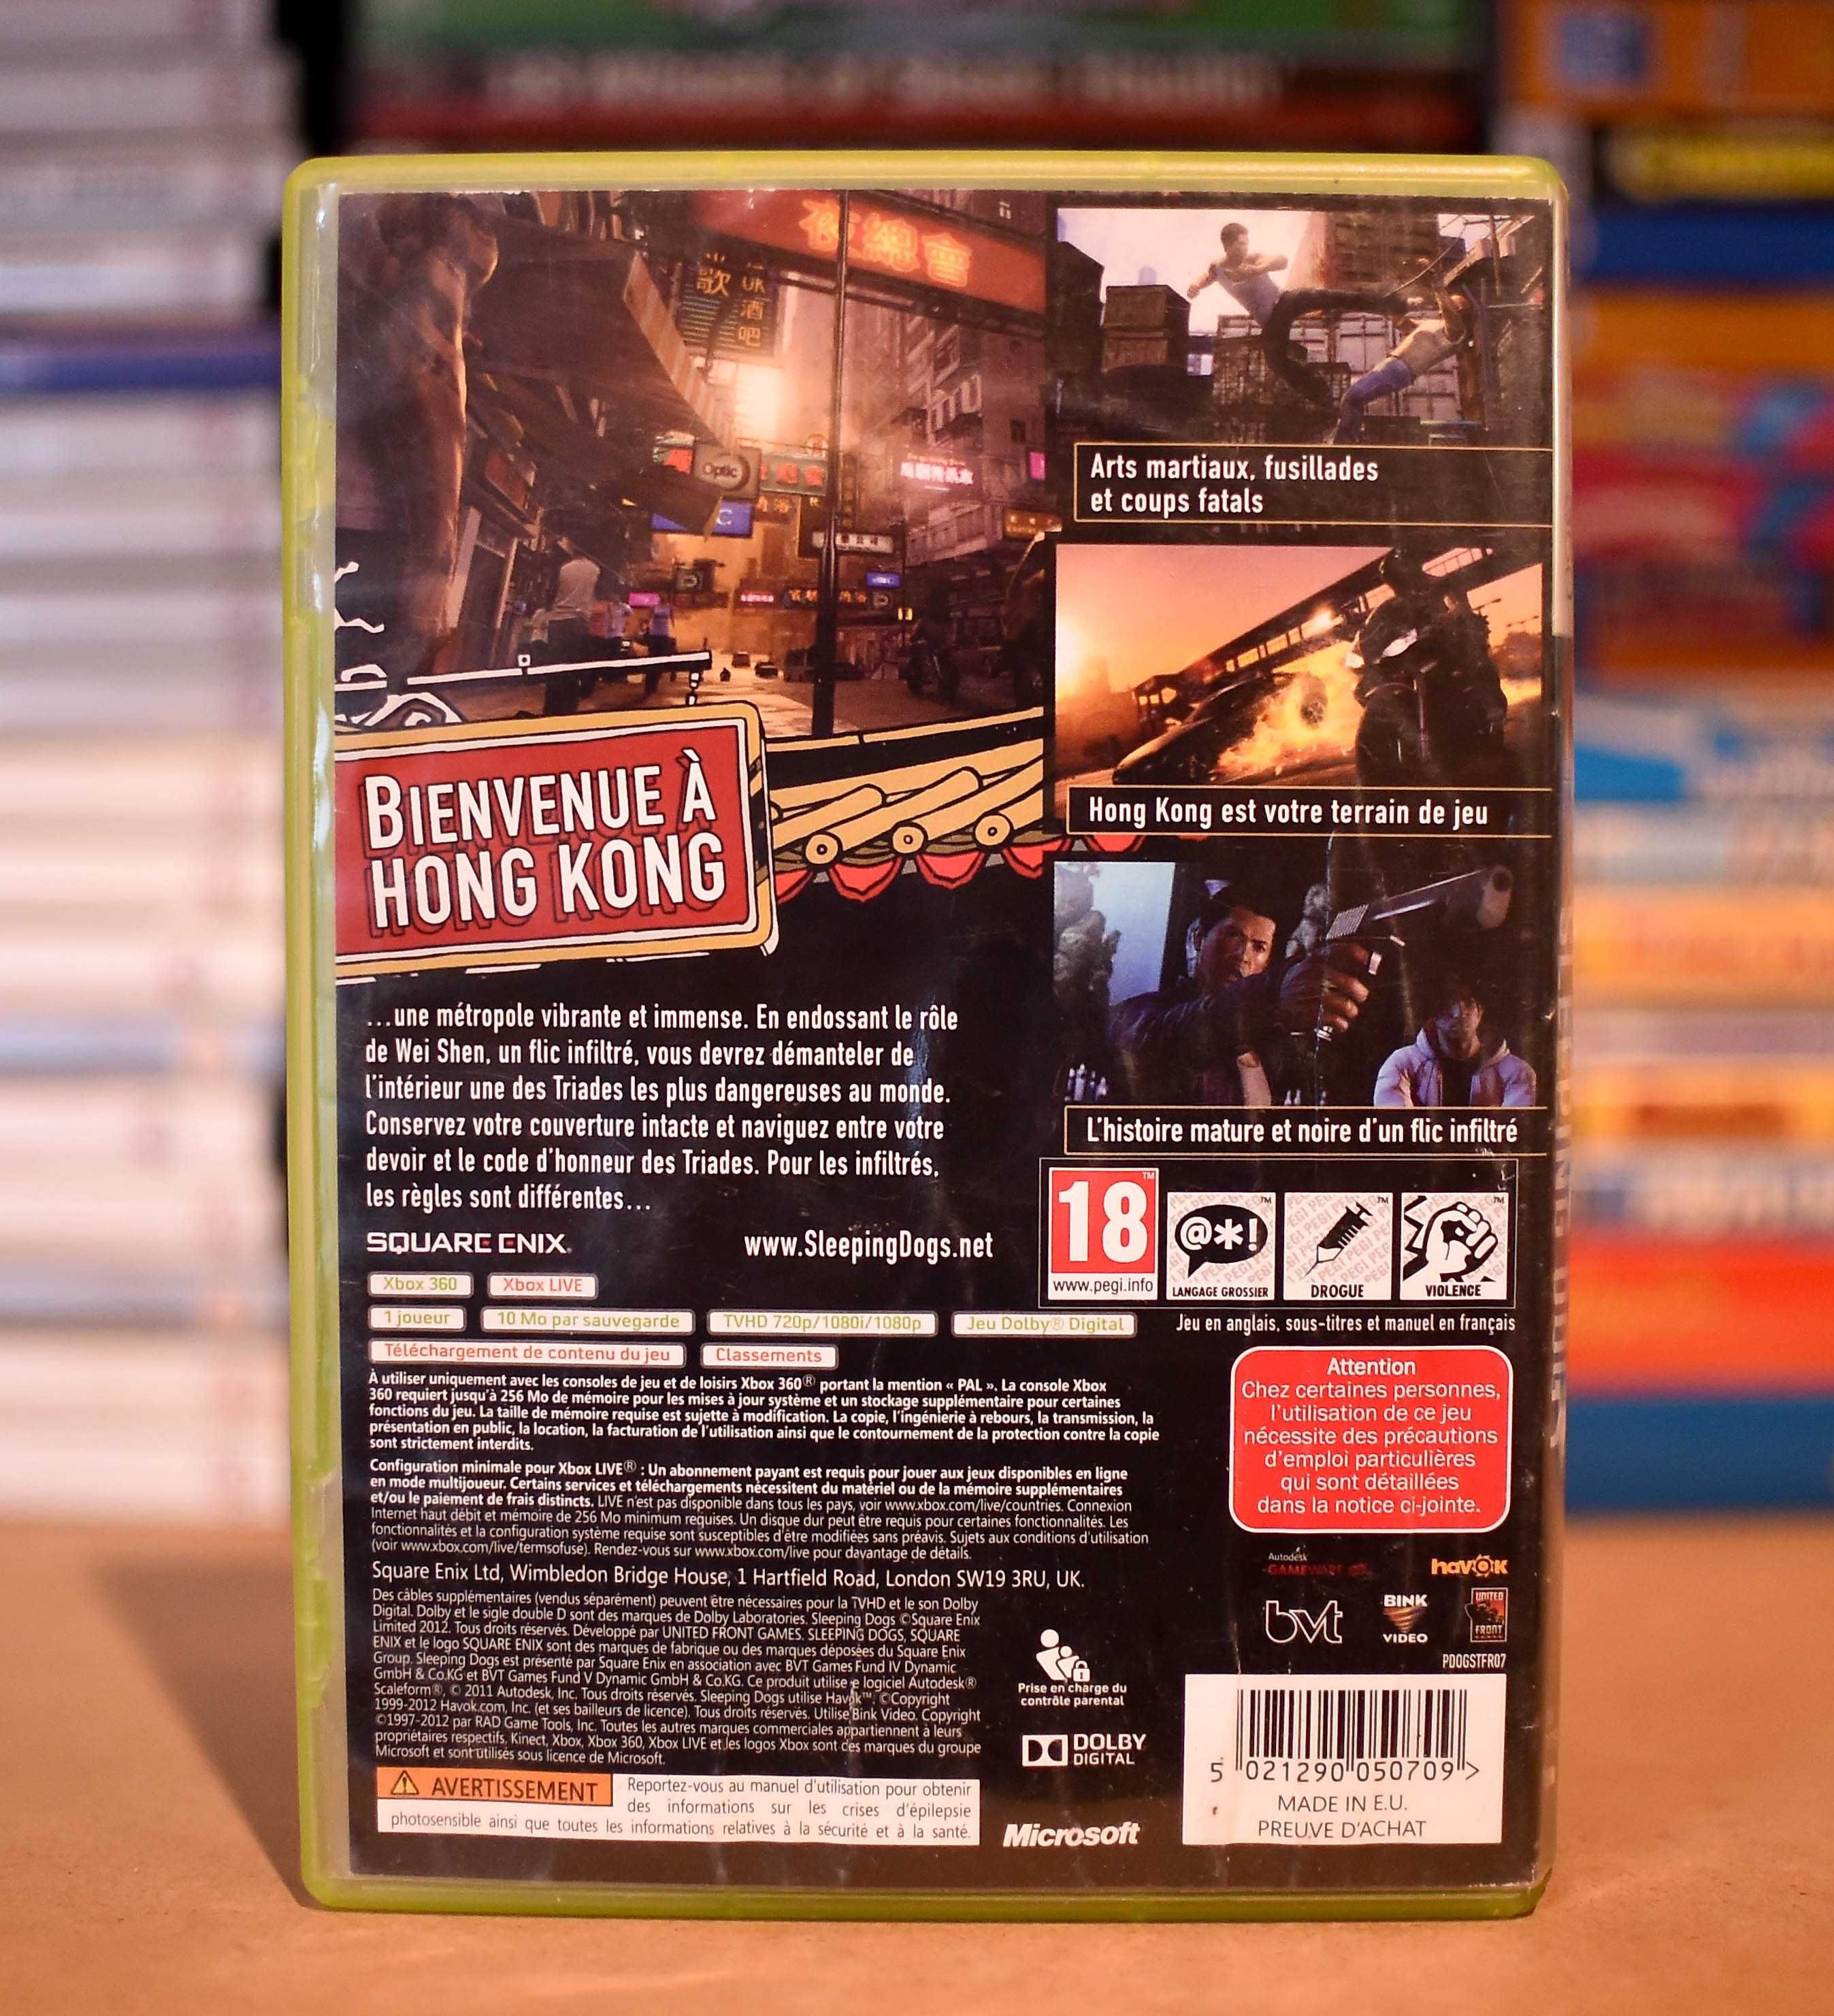 夜總會
歌
酒吧
Optic
Arts martiaux, fusillades
et coups fatals
Hong Kong est votre terrain de jeu
BIENVENUE À
HONG KONG
...une métropole vibrante et immense. En endossant le rôle
de Wei Shen, un flic infiltré, vous devrez démanteler de
l'intérieur une des Triades les plus dangereuses au monde.
Conservez votre couverture intacte et naviguez entre votre
devoir et le code d'honneur des Triades. Pour les infiltrés,
les règles sont différentes...
L'histoire mature et noire d'un flic infiltré
SQUARE ENIX.
www.SleepingDogs.net
18™
www.pegi.info
@*!
LANGAGE GROSSIER
DROGUE
VIOLENCE
Xbox 360 Xbox LIVE
1 joueur 10 Mo par sauvegarde TVHD 720p/1080i/1080p Jeu Dolby® Digital
Téléchargement de contenu du jeu Classements
Jeu en anglais, sous-titres et manuel en français
À utiliser uniquement avec les consoles de jeu et de loisirs Xbox 360® portant la mention « PAL ». La console Xbox
360 requiert jusqu'à 256 Mo de mémoire pour les mises à jour système et un stockage supplémentaire pour certaines
fonctions du jeu. La taille de mémoire requise est sujette à modification. La copie, l'ingénierie à rebours, la transmission, la
présentation en public, la location, la facturation de l'utilisation ainsi que le contournement de la protection contre la copie
sont strictement interdits.
Configuration minimale pour Xbox LIVE® : Un abonnement payant est requis pour jouer aux jeux disponibles en ligne
en mode multijoueur. Certains services et téléchargements nécessitent du matériel ou de la mémoire supplémentaires
et/ou le paiement de frais distincts. LIVE n'est pas disponible dans tous les pays, voir www.xbox.com/live/countries. Connexion
Internet haut débit et mémoire de 256 Mo minimum requises. Un disque dur peut être requis pour certaines fonctionnalités. Les
fonctionnalités et la configuration système requise sont susceptibles d'être modifiées sans préavis. Sujets aux conditions d'utilisation
(voir www.xbox.com/live/termsofuse). Rendez-vous sur www.xbox.com/live pour davantage de détails.
Square Enix Ltd, Wimbledon Bridge House, 1 Hartfield Road, London SW19 3RU, UK.
Des câbles supplémentaires (vendus séparément) peuvent être nécessaires pour la TVHD et le son Dolby
Digital. Dolby et le sigle double D sont des marques de Dolby Laboratories. Sleeping Dogs ©Square Enix
Limited 2012. Tous droits réservés. Développé par UNITED FRONT GAMES. SLEEPING DOGS, SQUARE
ENIX et le logo SQUARE ENIX sont des marques de fabrique ou des marques déposées du Square Enix
Group. Sleeping Dogs est présenté par Square Enix en association avec BVT Games Fund IV Dynamic
GmbH & Co.KG et BVT Games Fund V Dynamic GmbH & Co.KG. Ce produit utilise le logiciel Autodesk®
Scaleform®, © 2011 Autodesk, Inc. Tous droits réservés. Sleeping Dogs utilise Havok™. ©Copyright
1999-2012 Havok.com, Inc. (et ses bailleurs de licence). Tous droits réservés. Utilise Bink Video. Copyright
©1997-2012 par RAD Game Tools, Inc. Toutes les autres marques commerciales appartiennent à leurs
propriétaires respectifs. Kinect, Xbox, Xbox 360, Xbox LIVE et les logos Xbox sont des marques du groupe
Microsoft et sont utilisés sous licence de Microsoft.
AVERTISSEMENT
Reportez-vous au manuel d'utilisation pour obtenir
des informations sur les crises d'épilepsie
photosensible ainsi que toutes les informations relatives à la sécurité et à la santé.
Attention
Chez certaines personnes,
l'utilisation de ce jeu
nécessite des précautions
d'emploi particulières
qui sont détaillées
dans la notice ci-jointe.
Autodesk
GAMEWARE
havok
bvt
BINK
VIDEO
UNITED
FRONT
PDOGSTFR07
Prise en charge du
contrôle parental
DOLBY
DIGITAL
Microsoft
5 021290 050709 >
MADE IN E.U.
PREUVE D'ACHAT